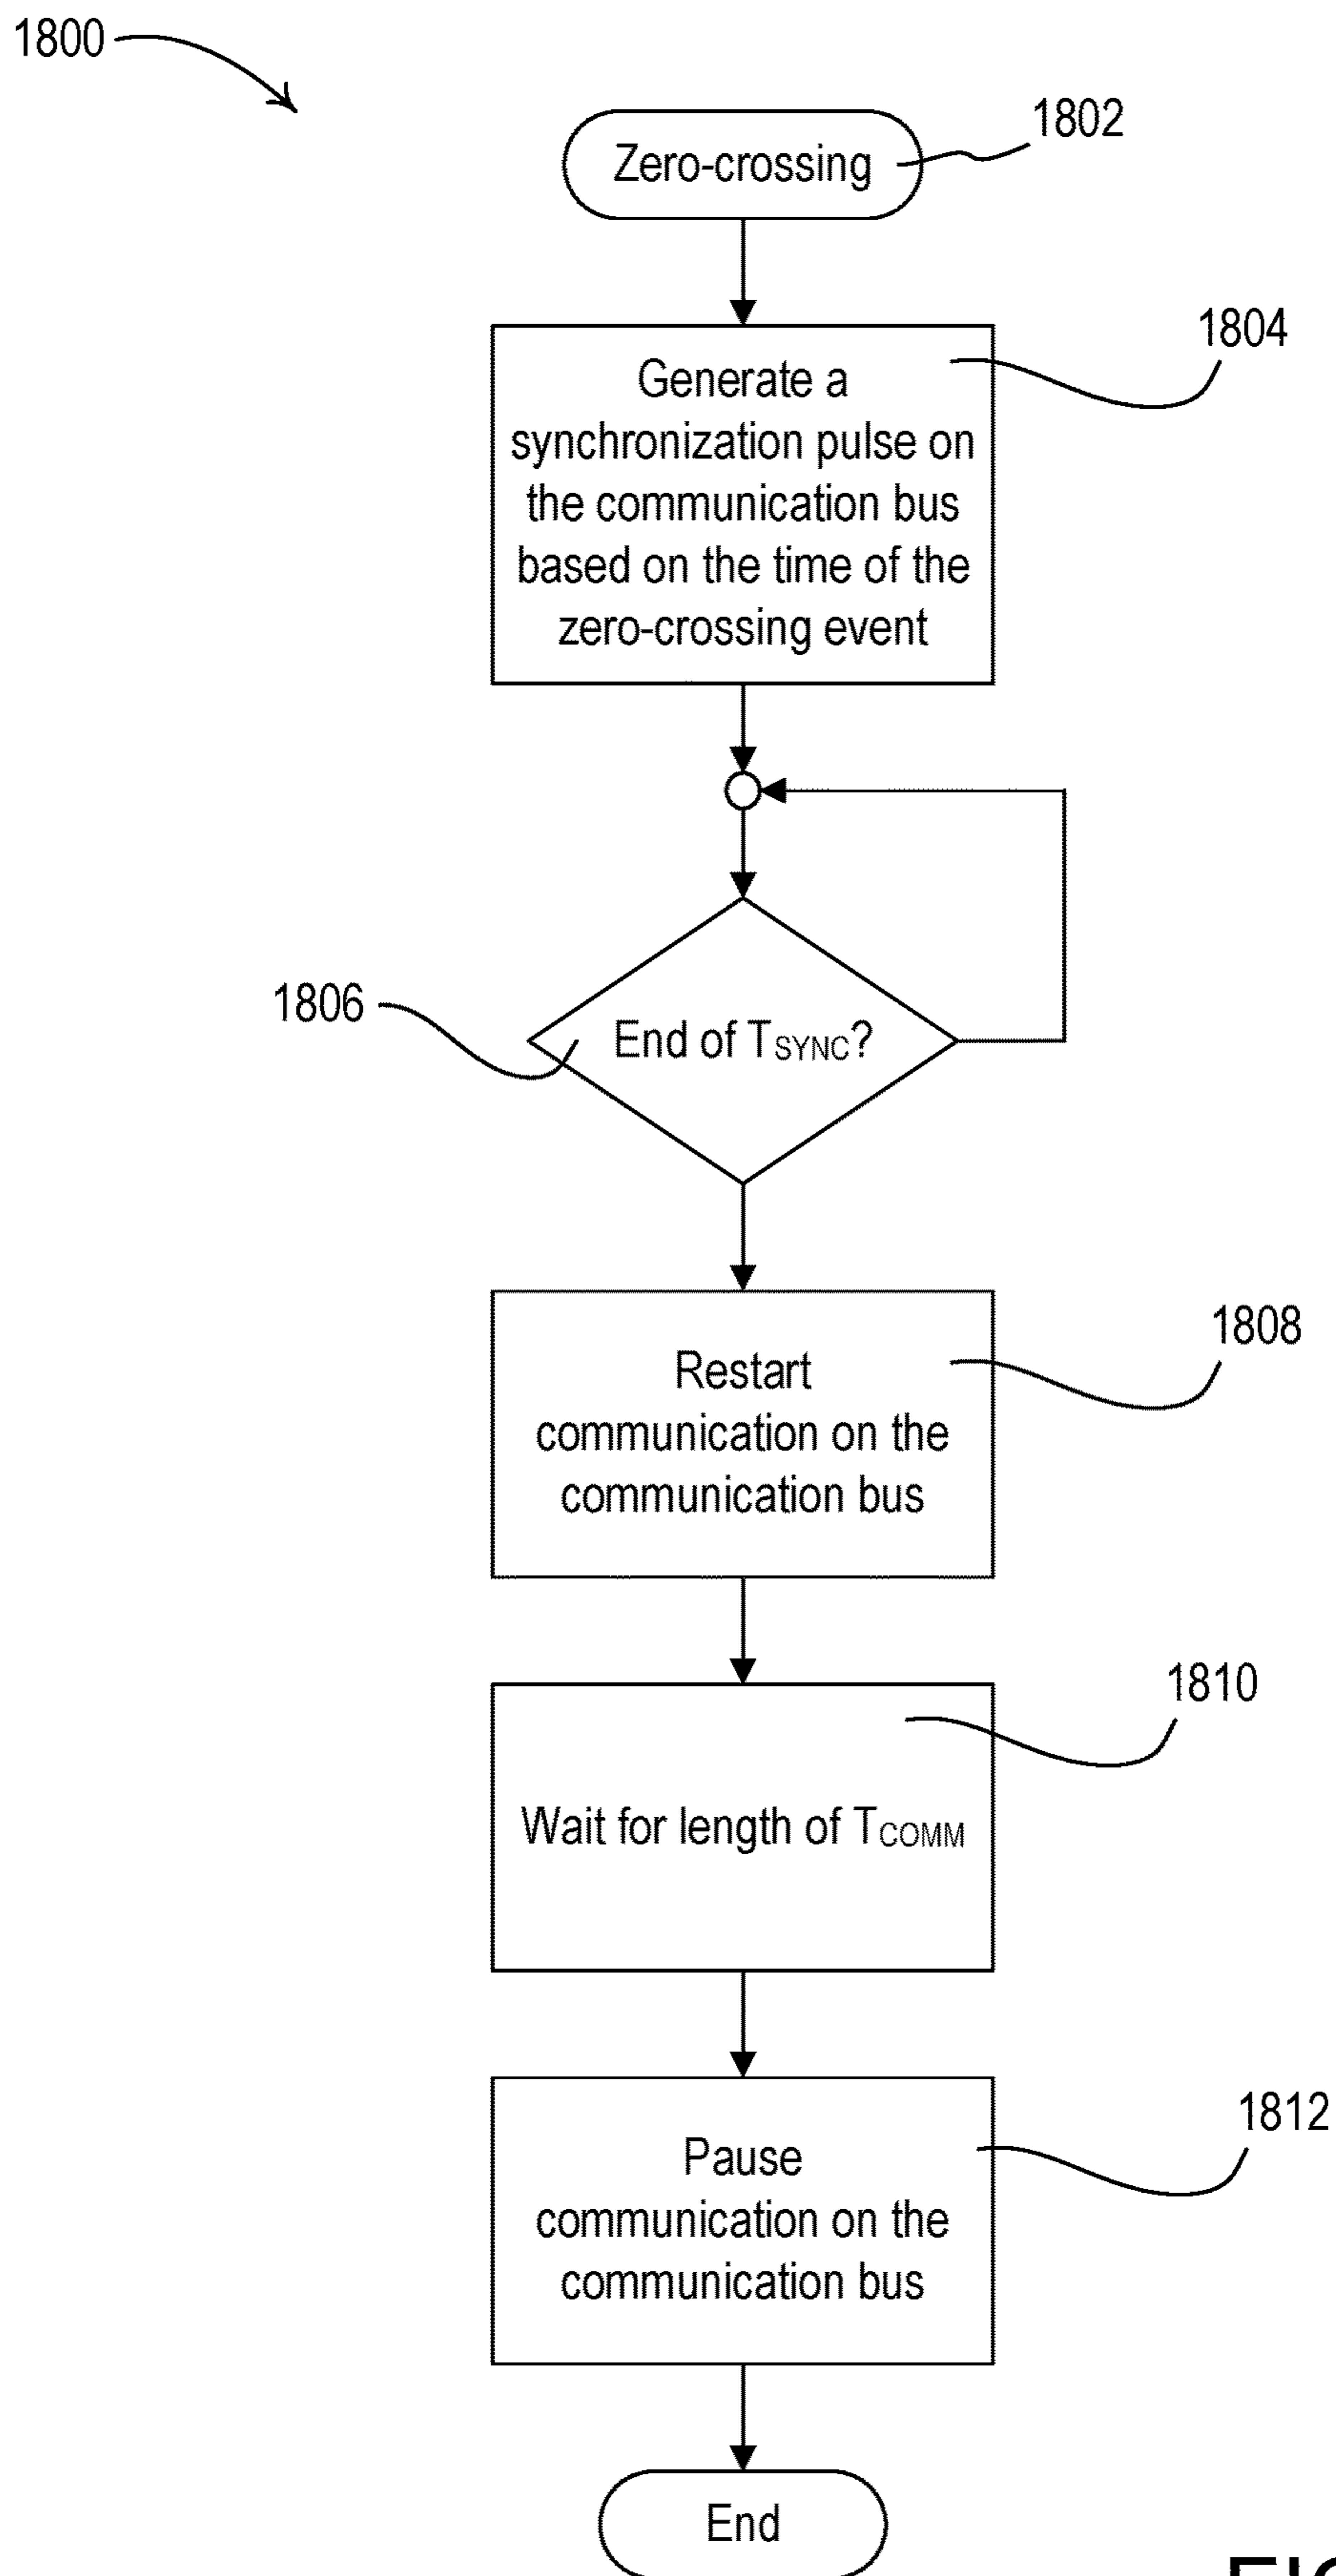 1800
Zero-crossing
1802
Generate a
synchronization pulse on
the communication bus
based on the time of the
zero-crossing event
1804
1806
End of TSYNC?
Restart
communication on the
communication bus
1808
Wait for length of TCOMM
1810
Pause
communication on the
communication bus
1812
End